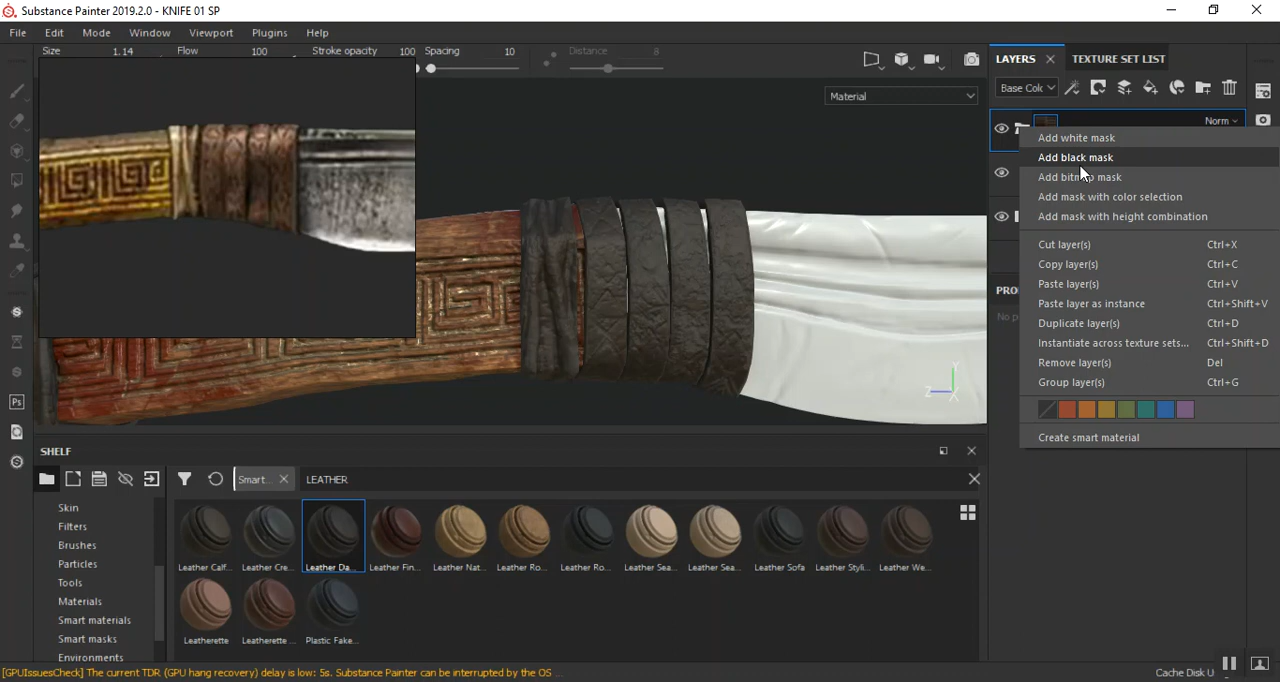 Substance Painter 2019.2.0 - KNIFE 01 SP
File Edit Mode Window Viewport Plugins Help
Size 1.14 Flow 100 Stroke opacity 100 Spacing 10 Distance 8
LAYERS TEXTURE SET LIST
Material
Base Col
Norm
Add white mask
Add black mask
Add bitmap mask
Add mask with color selection
Add mask with height combination
Cut layer(s) Ctrl+X
Copy layer(s) Ctrl+C
Paste layer(s) Ctrl+V
Paste layer as instance Ctrl+Shift+V
Duplicate layer(s) Ctrl+D
Instantiate across texture sets... Ctrl+Shift+D
Remove layer(s) Del
Group layer(s) Ctrl+G
Create smart material
PRO
No p
Y
Z X
SHELF
Ps
Smart... LEATHER
Skin
Filters
Brushes
Particles
Tools
Materials
Smart materials
Smart masks
Environments
Leather Calf... Leather Cre... Leather Da... Leather Fin... Leather Nat... Leather Ro... Leather Ro... Leather Sea... Leather Sea... Leather Sofa Leather Styli... Leather We...
Leatherette Leatherette ... Plastic Fake...
[GPUIssuesCheck] The current TDR (GPU hang recovery) delay is low: 5s. Substance Painter can be interrupted by the OS ...
Cache Disk U